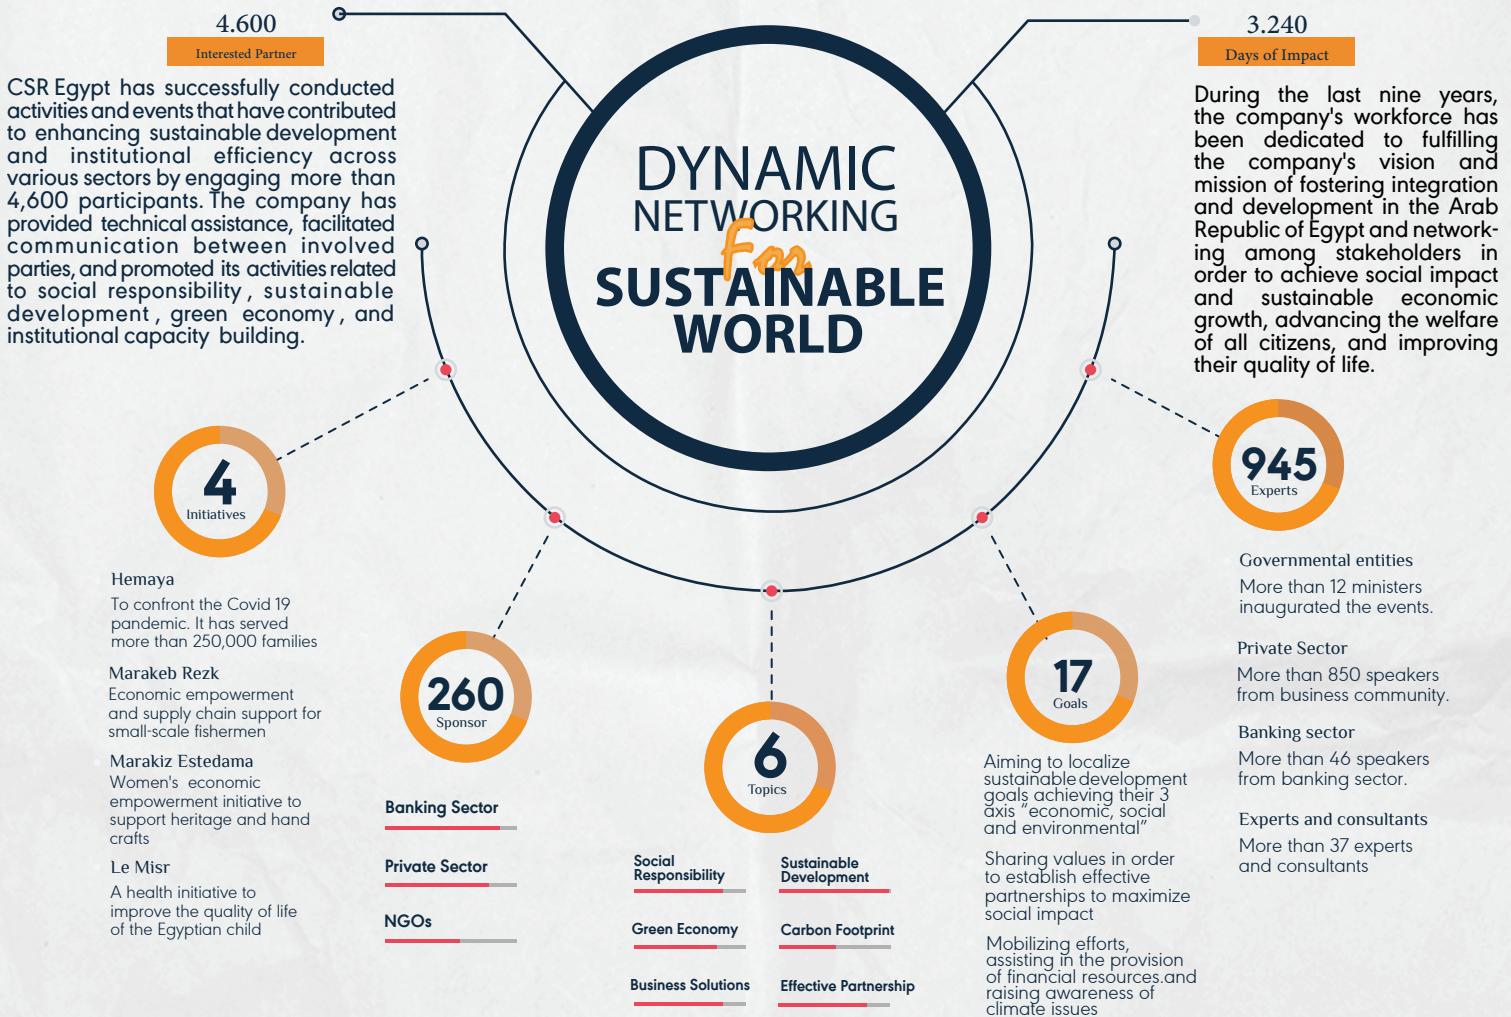 4.600
Interested Partner
CSR Egypt has successfully conducted
activities and events that have contributed
to enhancing sustainable development
and institutional efficiency across
various sectors by engaging more than
4,600 participants. The company has
provided technical assistance, facilitated
communication between involved
parties, and promoted its activities related
to social responsibility, sustainable
development, green economy, and
institutional capacity building.
DYNAMIC
NETWORKING
For
SUSTAINABLE
WORLD
3.240
Days of Impact
During the last nine years,
the company's workforce has
been dedicated to fulfilling
the company's vision and
mission of fostering integration
and development in the Arab
Republic of Egypt and network-
ing among stakeholders in
order to achieve social impact
and sustainable economic
growth, advancing the welfare
of all citizens, and improving
their quality of life.
4
Initiatives
Hemaya
To confront the Covid 19
pandemic. It has served
more than 250,000 families
Marakeb Rezk
Economic empowerment
and supply chain support for
small-scale fishermen
Marakiz Estedama
Women's economic
empowerment initiative to
support heritage and hand
crafts
Le Misr
A health initiative to
improve the quality of life
of the Egyptian child
260
Sponsor
Banking Sector
Private Sector
NGOs
6
Topics
Social
Responsibility
Sustainable
Development
Green Economy
Carbon Footprint
Business Solutions
Effective Partnership
17
Goals
Aiming to localize
sustainable development
goals achieving their 3
axis "economic, social
and environmental"
Sharing values in order
to establish effective
partnerships to maximize
social impact
Mobilizing efforts,
assisting in the provision
of financial resources.and
raising awareness of
climate issues
945
Experts
Governmental entities
More than 12 ministers
inaugurated the events.
Private Sector
More than 850 speakers
from business community.
Banking sector
More than 46 speakers
from banking sector.
Experts and consultants
More than 37 experts
and consultants